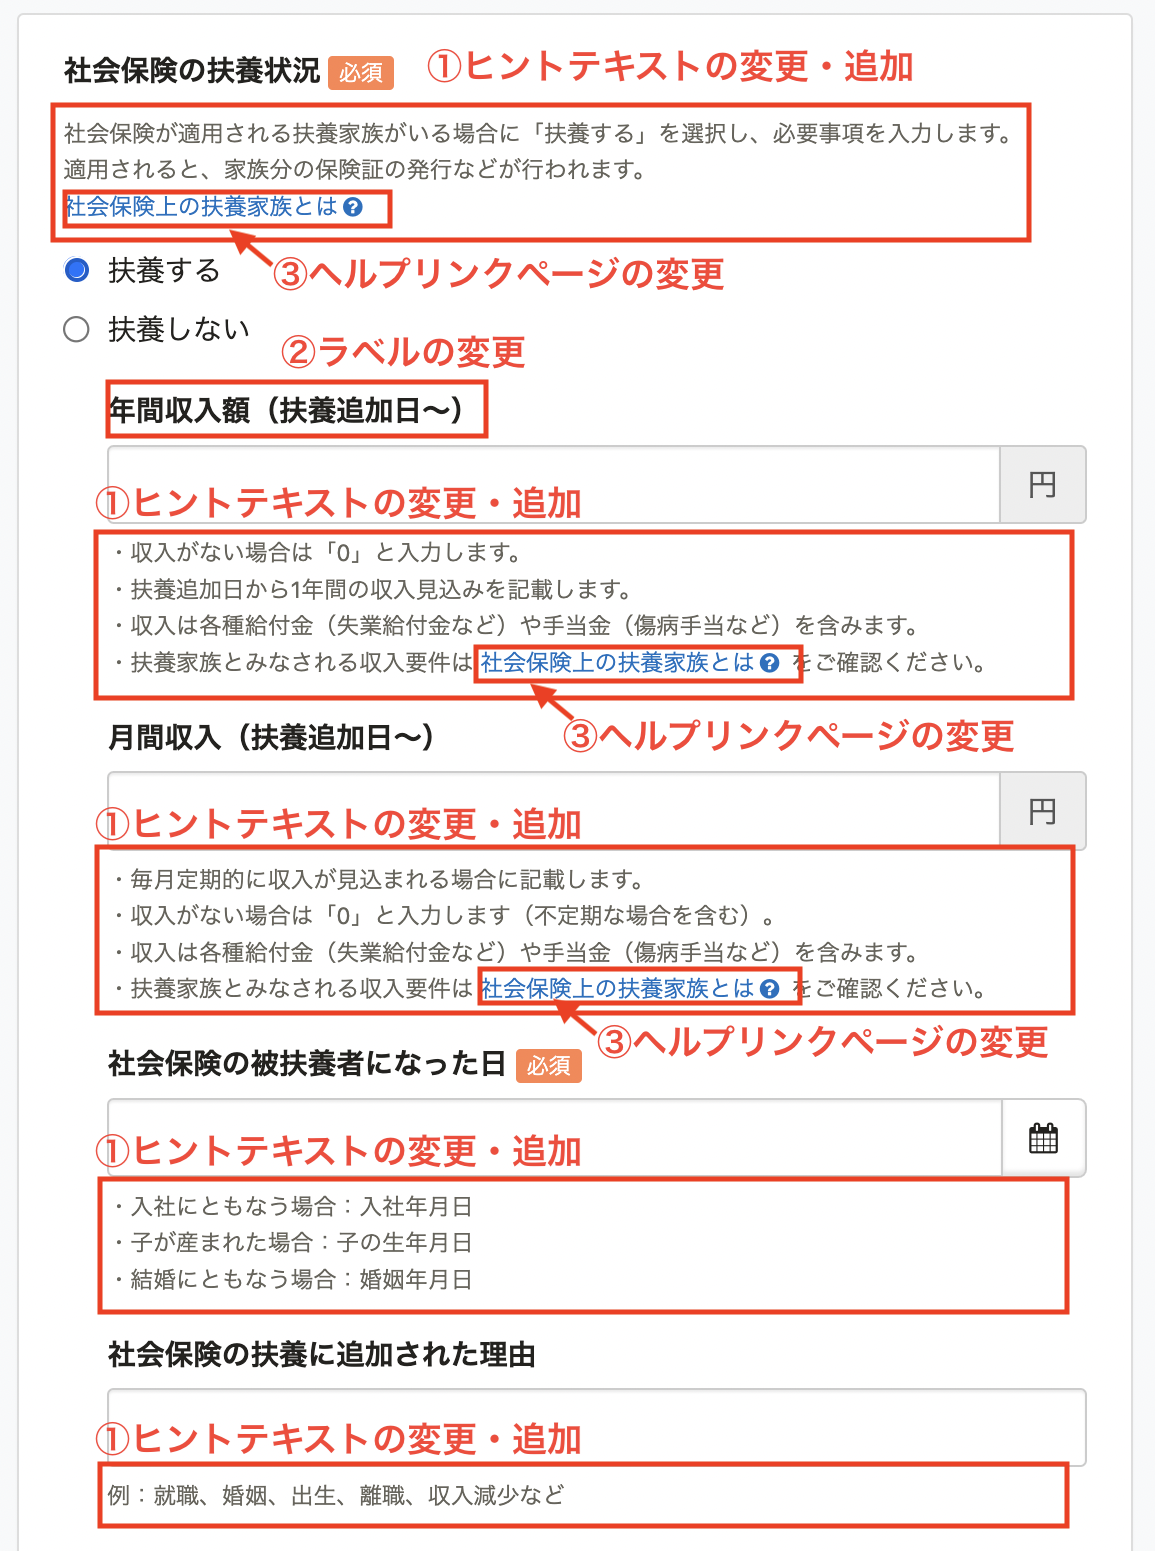 社会保険の扶養状況 必須 ①ヒントテキストの変更・追加
社会保険が適用される扶養家族がいる場合に「扶養する」を選択し、必要事項を入力します。
適用されると、家族分の保険証の発行などが行われます。
社会保険上の扶養家族とは ?
扶養する ③ヘルプリンクページの変更
扶養しない
②ラベルの変更
年間収入額（扶養追加日〜）
円
①ヒントテキストの変更・追加
・収入がない場合は「0」と入力します。
・扶養追加日から1年間の収入見込みを記載します。
・収入は各種給付金（失業給付金など）や手当金（傷病手当など）を含みます。
・扶養家族とみなされる収入要件は 社会保険上の扶養家族とは ? をご確認ください。
月間収入（扶養追加日〜） ③ヘルプリンクページの変更
円
①ヒントテキストの変更・追加
・毎月定期的に収入が見込まれる場合に記載します。
・収入がない場合は「0」と入力します（不定期な場合を含む）。
・収入は各種給付金（失業給付金など）や手当金（傷病手当など）を含みます。
・扶養家族とみなされる収入要件は 社会保険上の扶養家族とは ? をご確認ください。
③ヘルプリンクページの変更
社会保険の被扶養者になった日 必須
①ヒントテキストの変更・追加
・入社にともなう場合：入社年月日
・子が産まれた場合：子の生年月日
・結婚にともなう場合：婚姻年月日
社会保険の扶養に追加された理由
①ヒントテキストの変更・追加
例：就職、婚姻、出生、離職、収入減少など